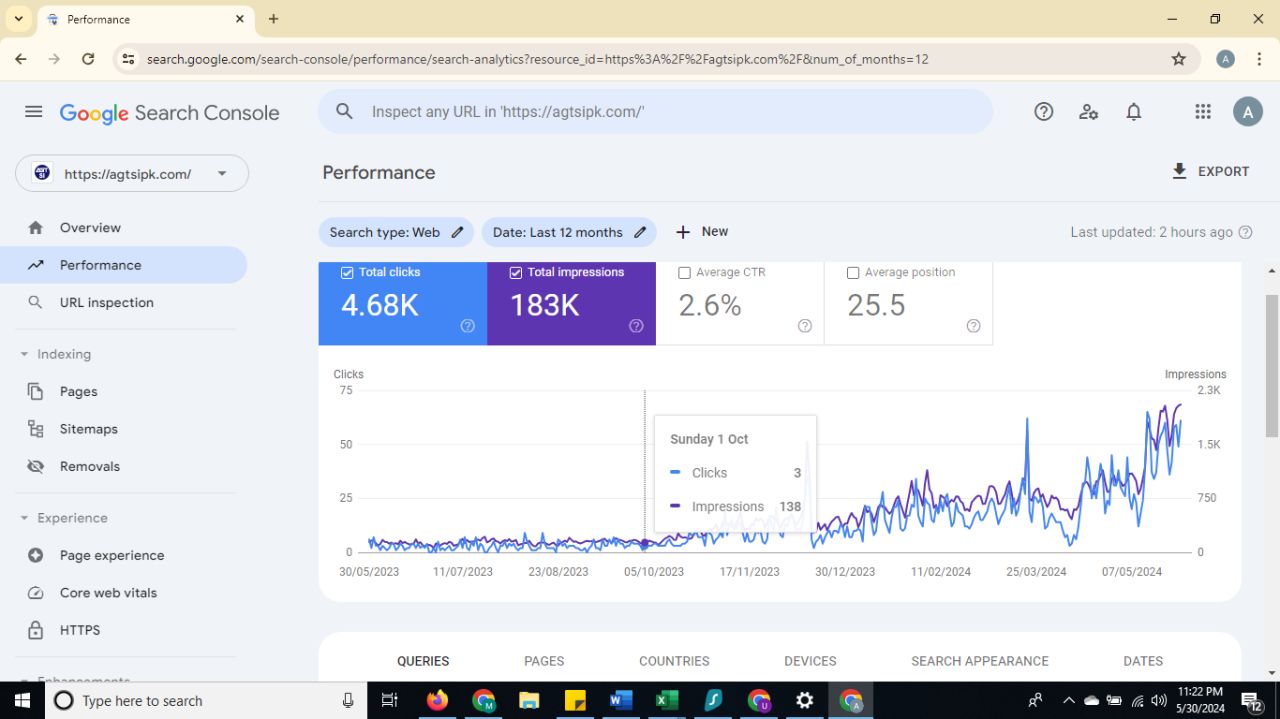 Performance
search.google.com/search-console/performance/search-analytics?resource_id=https%3A%2F%2Fagtsipk.com%2F&num_of_months=12
A
Google Search Console
Inspect any URL in 'https://agtsipk.com/'
A
https://agtsipk.com/
Performance
EXPORT
Search type: Web
Date: Last 12 months
New
Last updated: 2 hours ago
Overview
Performance
URL inspection
Indexing
Pages
Sitemaps
Removals
Experience
Page experience
Core web vitals
HTTPS
Total clicks
4.68K
Total impressions
183K
Average CTR
2.6%
Average position
25.5
Clicks
Impressions
75
2.3K
50
1.5K
25
750
0
0
Sunday 1 Oct
Clicks 3
Impressions 138
30/05/2023 11/07/2023 23/08/2023 05/10/2023 17/11/2023 30/12/2023 11/02/2024 25/03/2024 07/05/2024
QUERIES PAGES COUNTRIES DEVICES SEARCH APPEARANCE DATES
Type here to search
11:22 PM
5/30/2024
12